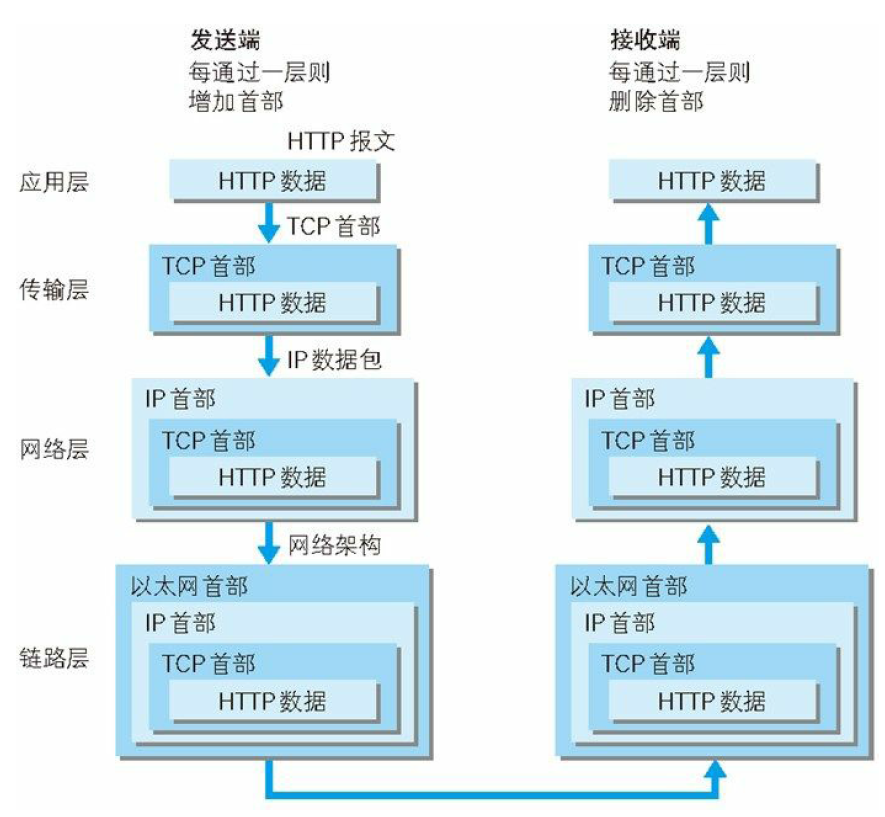 发送端
每通过一层则
增加首部
接收端
每通过一层则
删除首部
HTTP 报文
应用层
HTTP 数据
HTTP 数据
TCP 首部
传输层
TCP 首部
HTTP 数据
TCP 首部
HTTP 数据
IP 数据包
网络层
IP 首部
TCP 首部
HTTP 数据
IP 首部
TCP 首部
HTTP 数据
网络架构
链路层
以太网首部
IP 首部
TCP 首部
HTTP 数据
以太网首部
IP 首部
TCP 首部
HTTP 数据